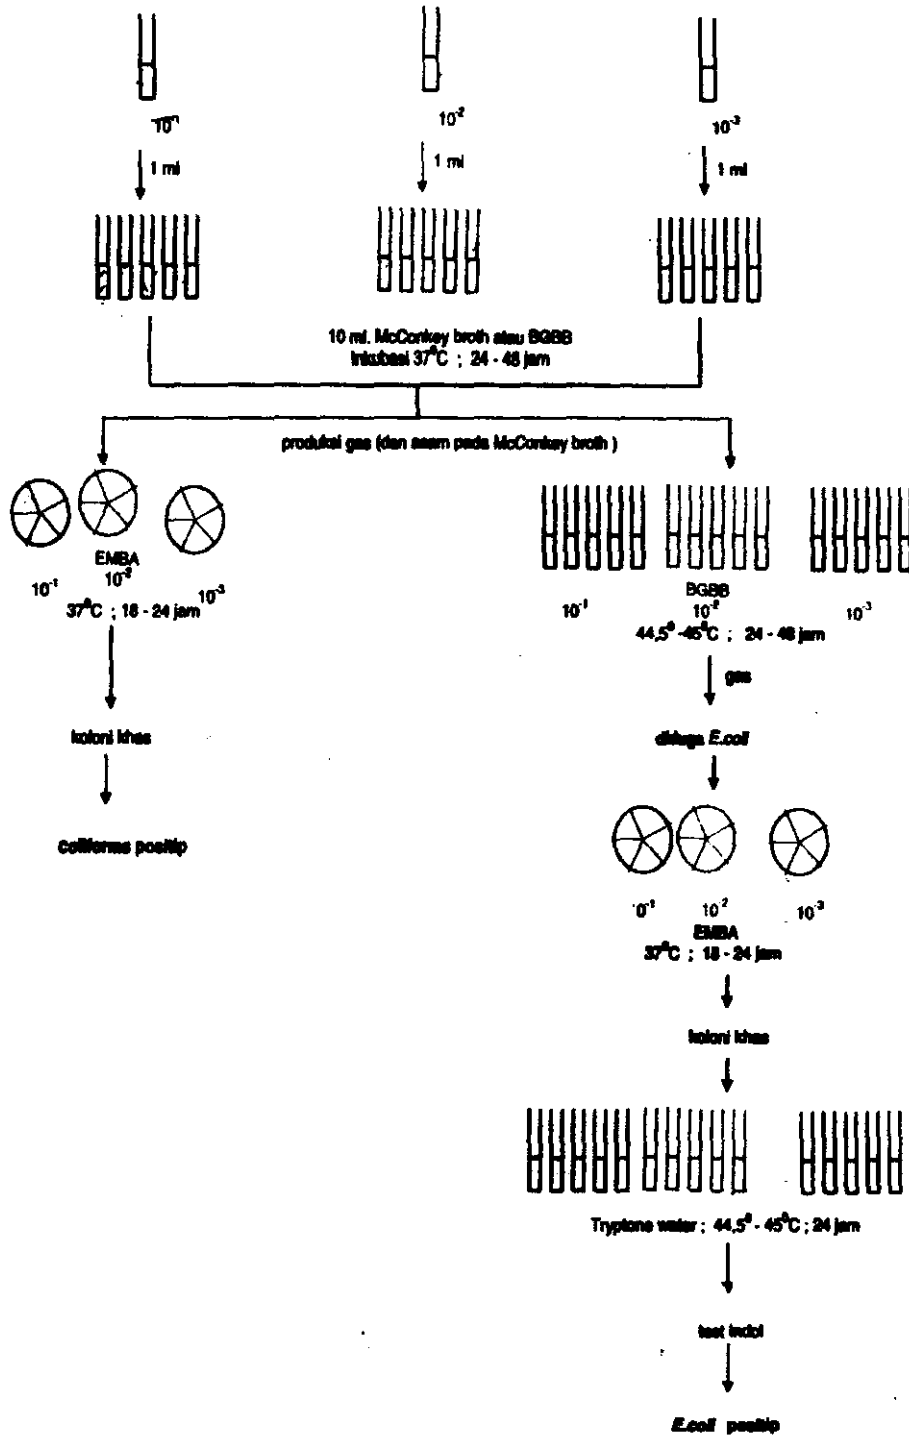 10⁻¹
10⁻²
10⁻³
1 ml
1 ml
1 ml
10 ml. McConkey broth atau BGBB
Inkubasi 37°C ; 24 - 48 jam
produksi gas (dan asam pada McConkey broth )
EMBA
10⁻¹ 10⁻² 10⁻³
37°C ; 18 - 24 jam
BGBB
10⁻¹ 10⁻² 10⁻³
44,5° - 45°C ; 24 - 48 jam
gas
koloni khas
diduga E.coli
coliformes positip
0⁻¹ 10⁻² 10⁻³
EMBA
37°C ; 18 - 24 jam
koloni khas
Tryptone water ; 44,5° - 45°C ; 24 jam
test indol
E.coli positip